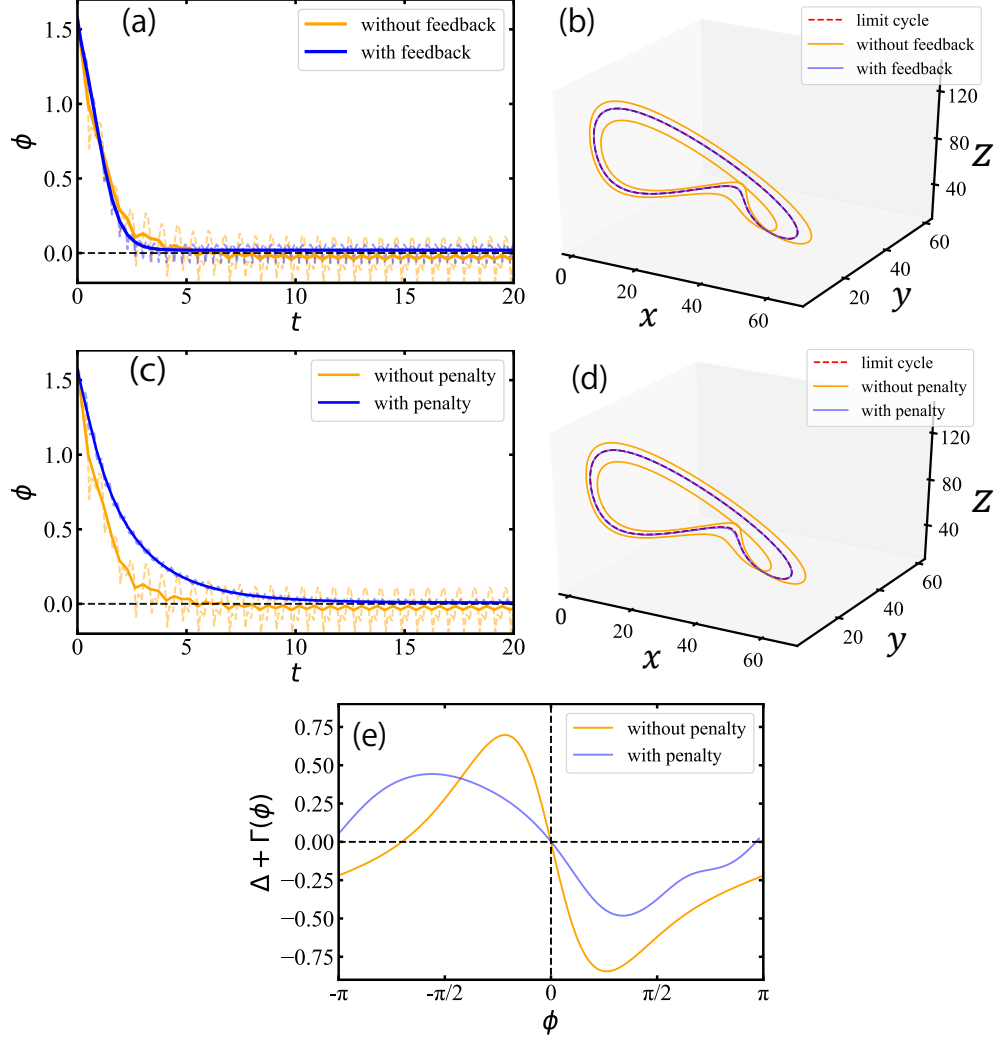 (a)
without feedback
with feedback
ϕ
1.5
1.0
0.5
0.0
0
5
10
15
20
t
(b)
limit cycle
without feedback
with feedback
0
20
40
60
x
20
40
60
y
40
80
120
Z
(c)
without penalty
with penalty
ϕ
1.5
1.0
0.5
0.0
0
5
10
15
20
t
(d)
limit cycle
without penalty
with penalty
0
20
40
60
x
20
40
60
y
40
80
120
Z
(e)
without penalty
with penalty
Δ + Γ(ϕ)
0.75
0.50
0.25
0.00
−0.25
−0.50
−0.75
-π
-π/2
0
π/2
π
ϕ